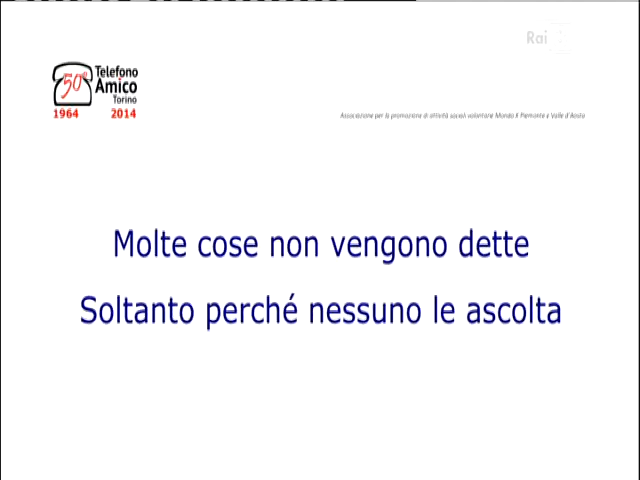 Rai
50°
Telefono
Amico
Torino
1964 2014
Associazione per la promozione di attività sociali volontarie Mondo X Piemonte e Valle d'Aosta
Molte cose non vengono dette
Soltanto perché nessuno le ascolta